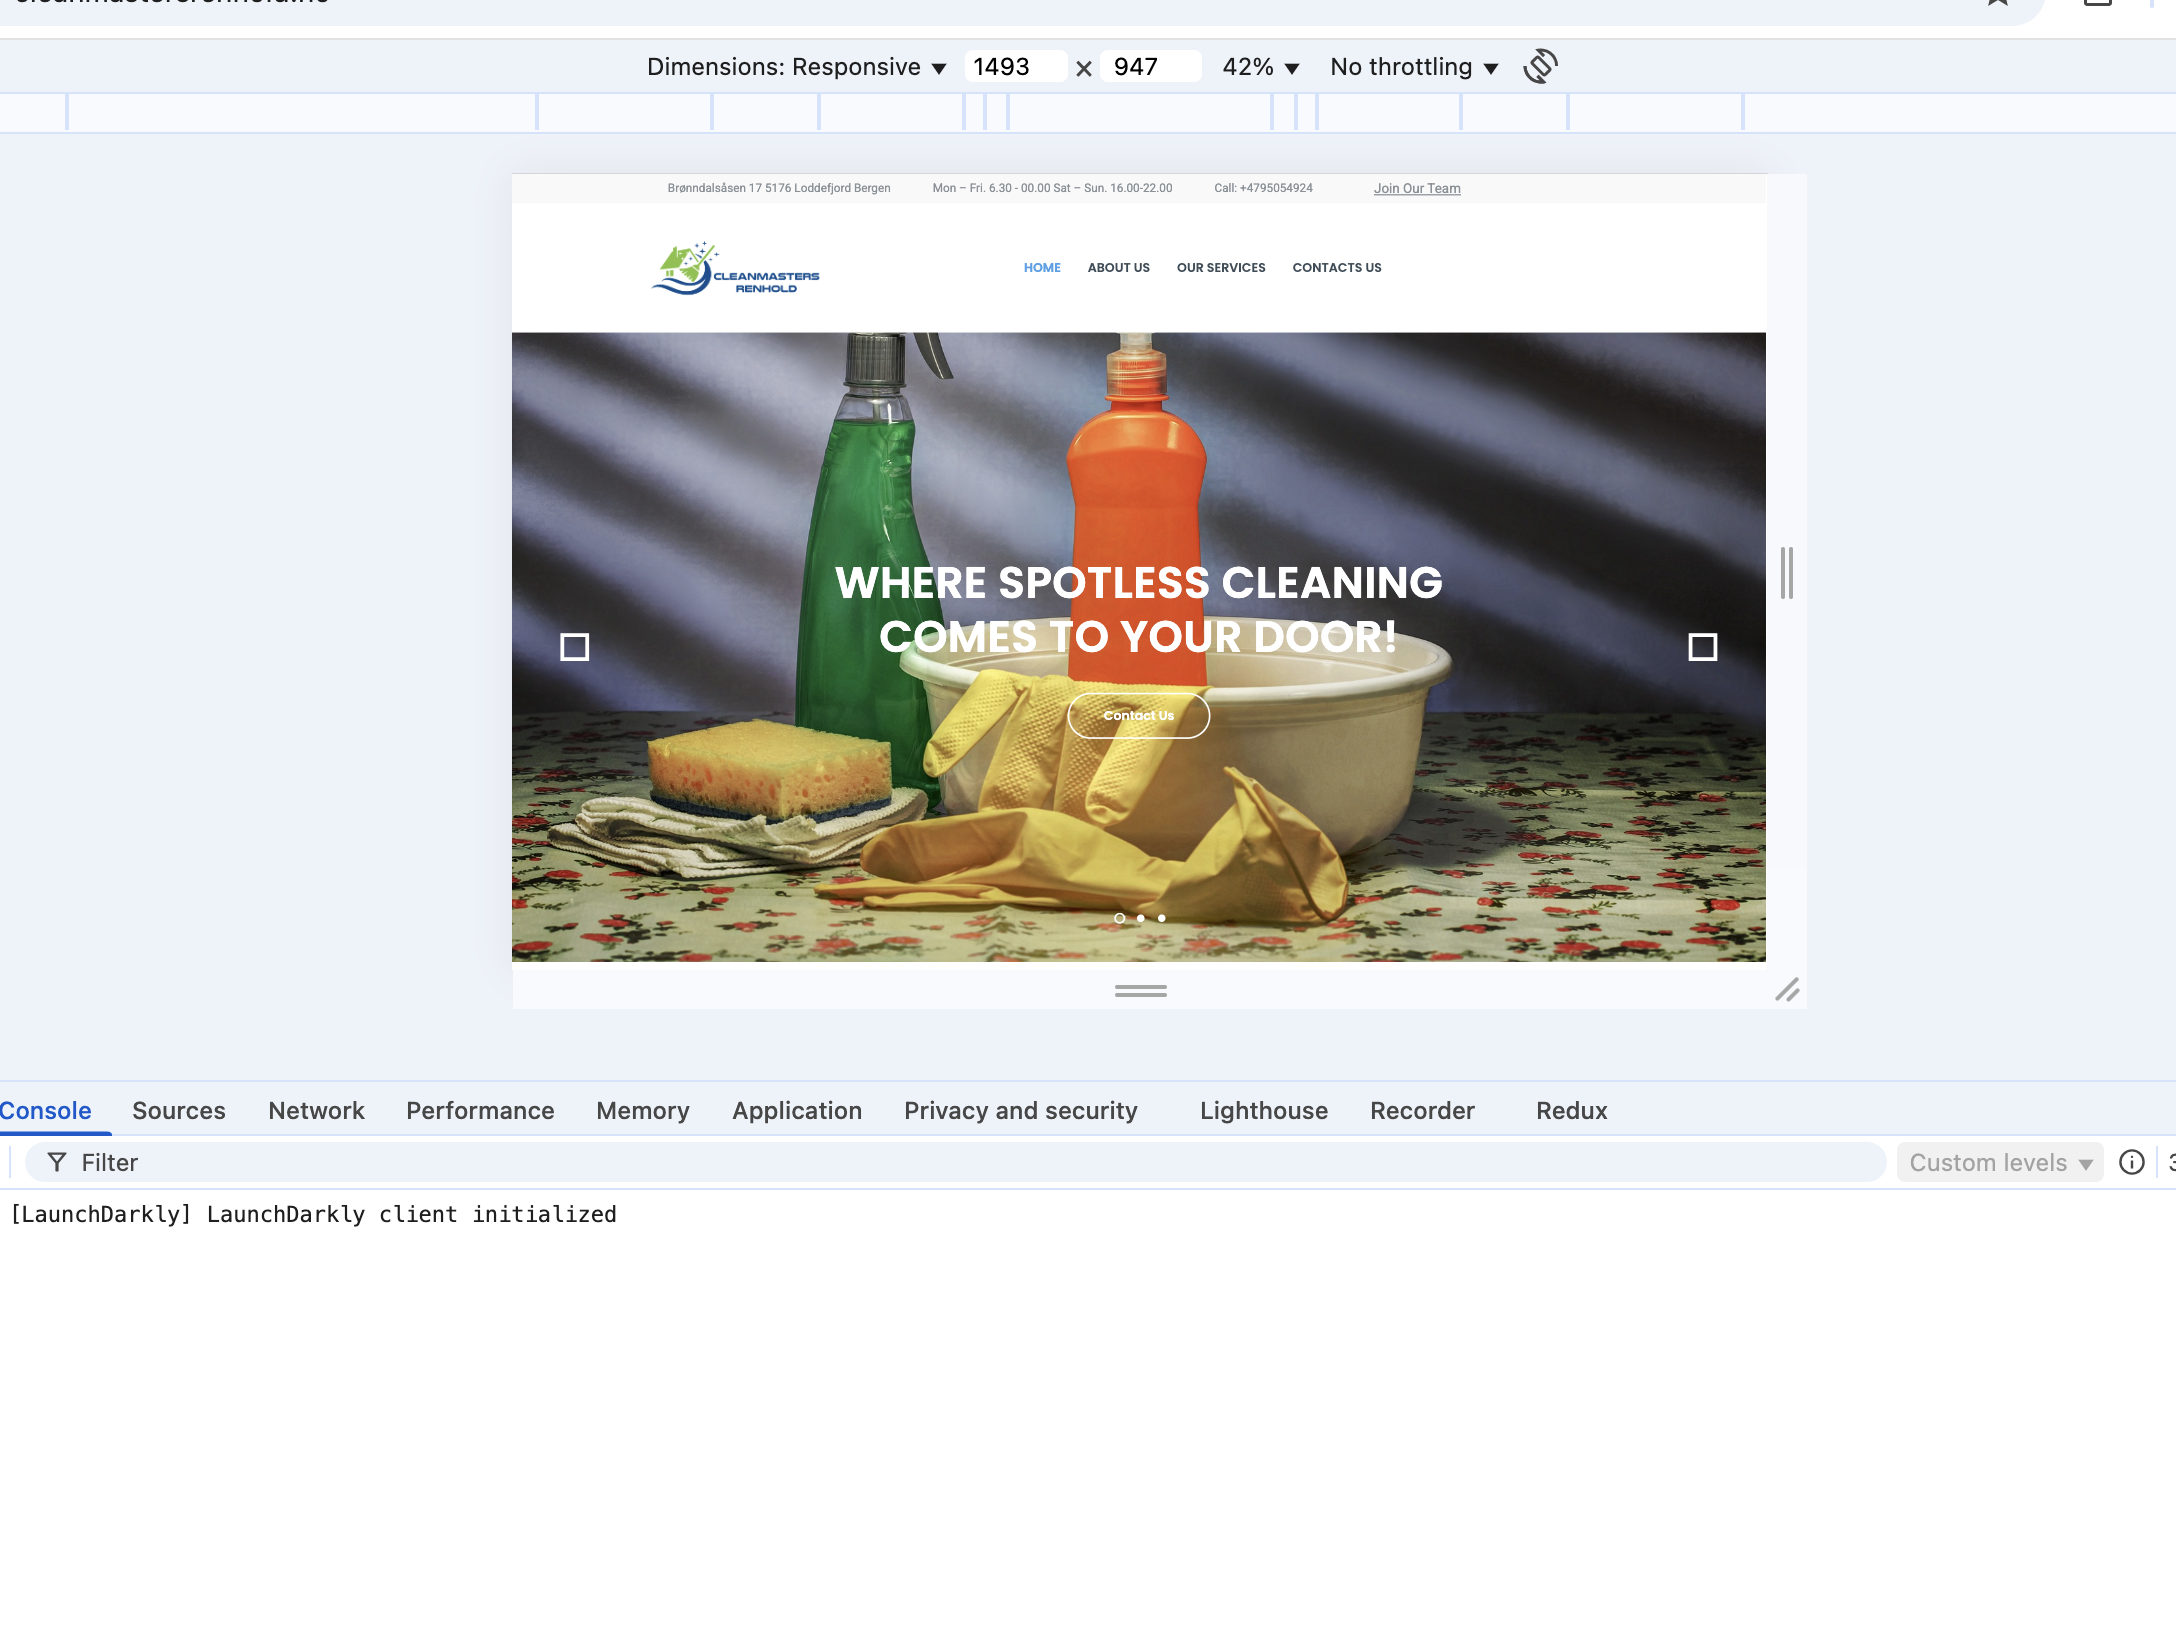 Dimensions: Responsive ▼ 1493 × 947 42% ▼ No throttling ▼
Brønndalsåsen 17 5176 Loddefjord Bergen Mon – Fri. 6.30 - 00.00 Sat – Sun. 16.00-22.00 Call: +4795054924 Join Our Team
CLEANMASTERS
RENHOLD
HOME ABOUT US OUR SERVICES CONTACTS US
WHERE SPOTLESS CLEANING
COMES TO YOUR DOOR!
Contact Us
Console Sources Network Performance Memory Application Privacy and security Lighthouse Recorder Redux
Filter Custom levels ▼
[LaunchDarkly] LaunchDarkly client initialized